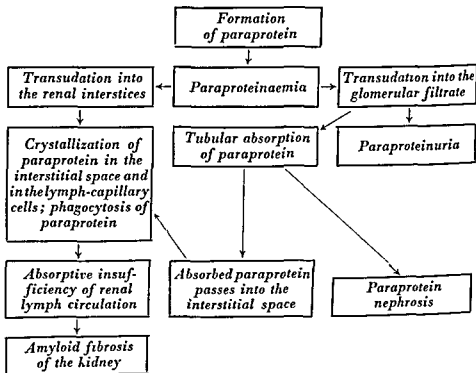 Formation
of paraprotein
Transudation into
the renal interstices
Paraproteinaemia
Transudation into
the glomerular filtrate
Crystallization of
paraprotein in the
interstitial space and
in the lymph-capillary
cells; phagocytosis of
paraprotein
Tubular absorption
of paraprotein
Paraproteinuria
Absorptive insuf-
ficiency of renal
lymph circulation
Absorbed paraprotein
passes into the
interstitial space
Paraprotein
nephrosis
Amyloid fibrosis
of the kidney